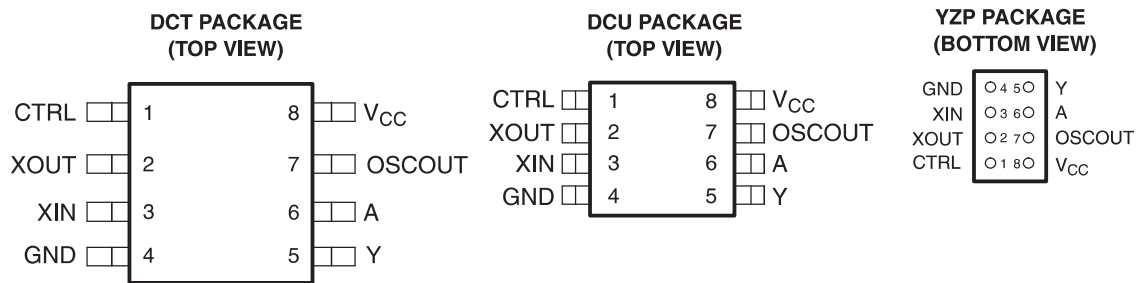 DCT PACKAGE
(TOP VIEW)
CTRL 1 8 VCC
XOUT 2 7 OSCOUT
XIN 3 6 A
GND 4 5 Y
DCU PACKAGE
(TOP VIEW)
CTRL 1 8 VCC
XOUT 2 7 OSCOUT
XIN 3 6 A
GND 4 5 Y
YZP PACKAGE
(BOTTOM VIEW)
GND 4 5 Y
XIN 3 6 A
XOUT 2 7 OSCOUT
CTRL 1 8 VCC